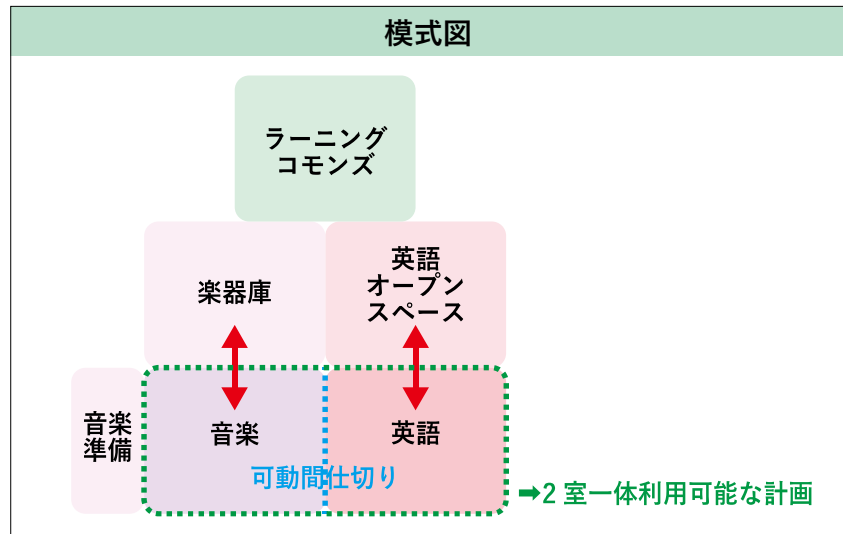 模式図
ラーニング
コモンズ
楽器庫
英語
オープン
スペース
音楽
準備
音楽
英語
可動間仕切り
➡2 室一体利用可能な計画